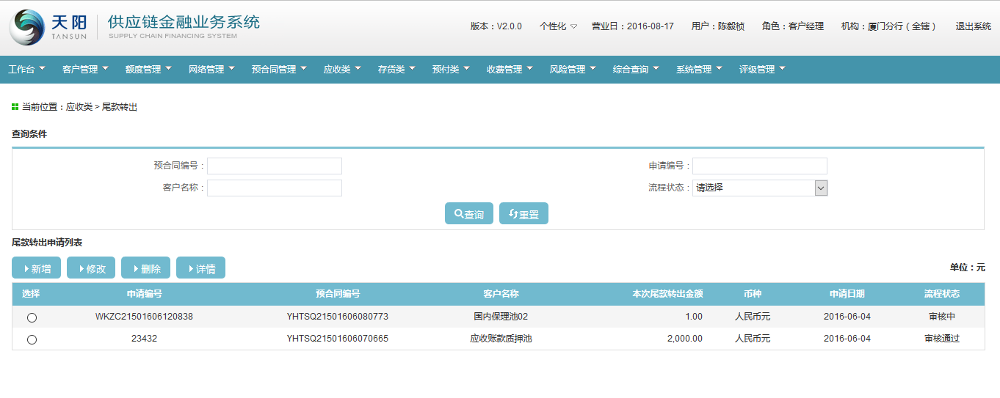 天阳 TANSUN 供应链金融业务系统 SUPPLY CHAIN FINANCING SYSTEM
版本：V2.0.0 个性化 营业日：2016-08-17 用户：陈毅桢 角色：客户经理 机构：厦门分行（全辖） 退出系统
工作台 客户管理 额度管理 网络管理 预合同管理 应收类 存货类 预付类 收费管理 风险管理 综合查询 系统管理 评级管理
当前位置：应收类 > 尾款转出
查询条件
预合同编号： 申请编号：
客户名称： 流程状态： 请选择
查询 重置
尾款转出申请列表
新增 修改 删除 详情 单位：元
选择 申请编号 预合同编号 客户名称 本次尾款转出金额 币种 申请日期 流程状态
WKZC21501606120838 YHTSQ21501606080773 国内保理池02 1.00 人民币元 2016-06-04 审核中
23432 YHTSQ21501606070665 应收账款质押池 2,000.00 人民币元 2016-06-04 审核通过